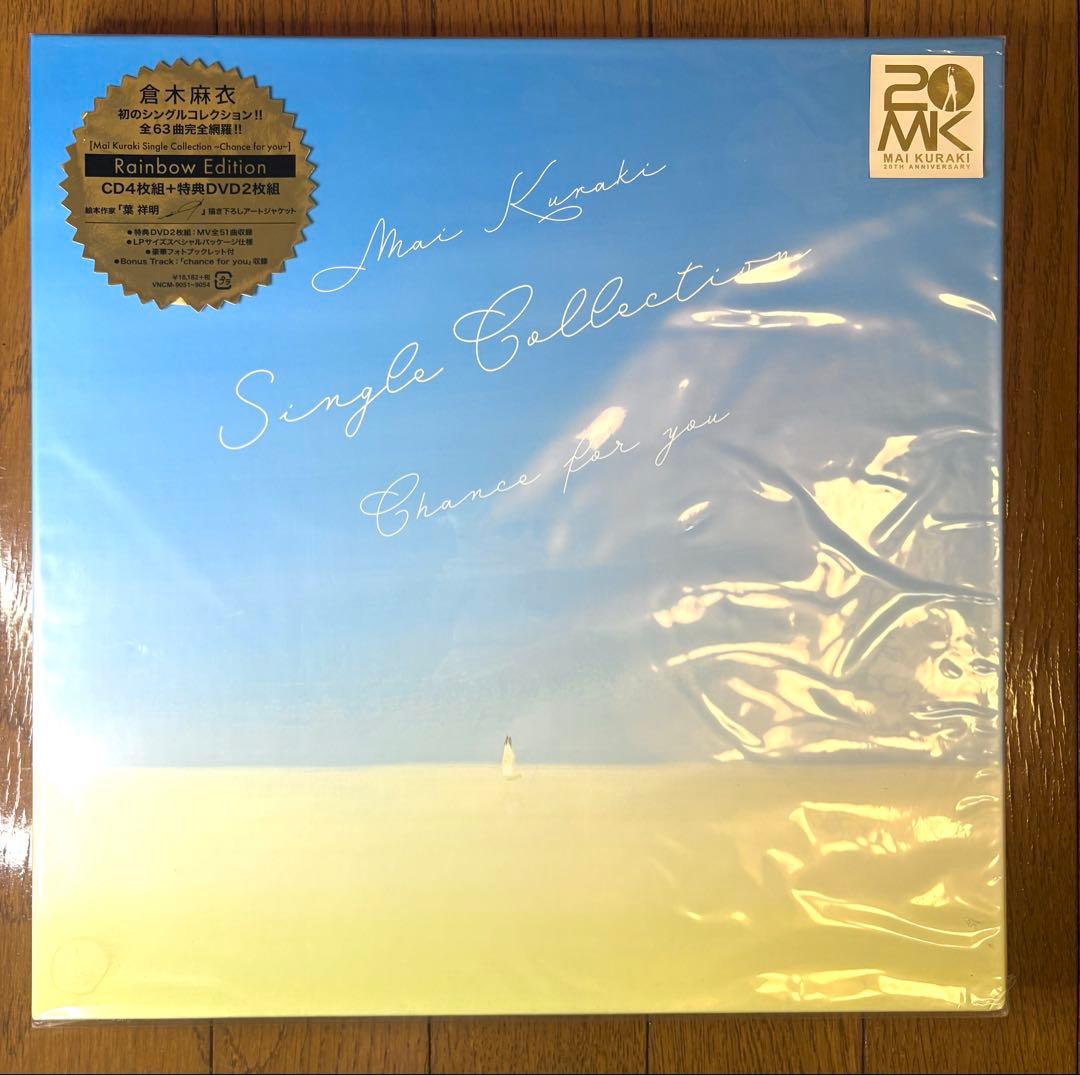 倉木麻衣
初のシングルコレクション!!
全63曲完全網羅!!
[Mai Kuraki Single Collection ~Chance for you~]
Rainbow Edition
CD4枚組+特典DVD2枚組
絵本作家「葉 祥明 』描き下ろしアートジャケット
●特典DVD2枚組:MV全51曲収録
●LPサイズスペシャルパッケージ仕様
●豪華フォトブックレット付
●Bonus Track:「chance for you」収録
¥18,182+税
VNCM-9051~9054
プラ
20
MK
MAI KURAKI
20TH ANNIVERSARY
Mai Kuraki
Single Collection
Chance for you